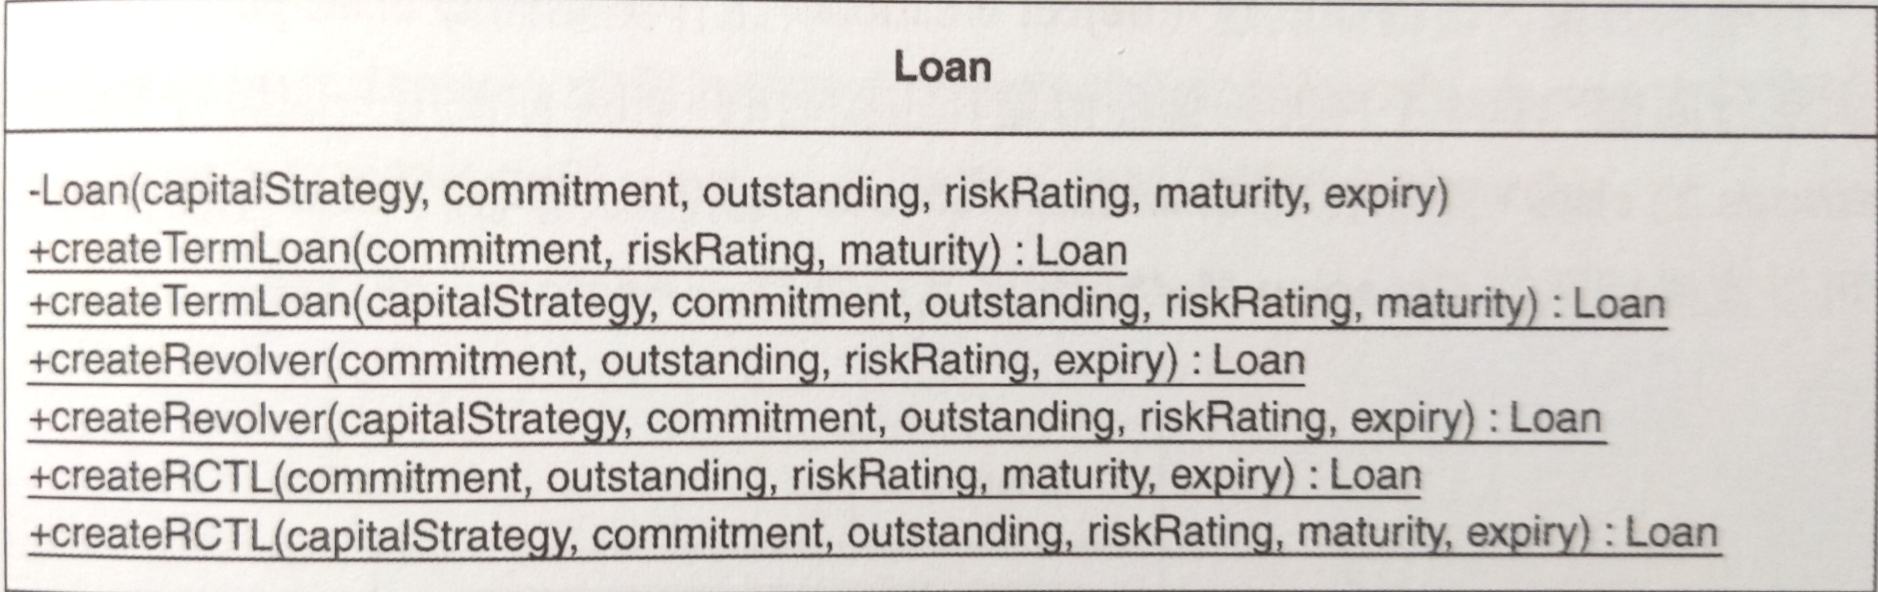 Loan
-Loan(capitalStrategy, commitment, outstanding, riskRating, maturity, expiry)
+createTermLoan(commitment, riskRating, maturity) : Loan
+createTermLoan(capitalStrategy, commitment, outstanding, riskRating, maturity) : Loan
+createRevolver(commitment, outstanding, riskRating, expiry) : Loan
+createRevolver(capitalStrategy, commitment, outstanding, riskRating, expiry) : Loan
+createRCTL(commitment, outstanding, riskRating, maturity, expiry) : Loan
+createRCTL(capitalStrategy, commitment, outstanding, riskRating, maturity, expiry) : Loan